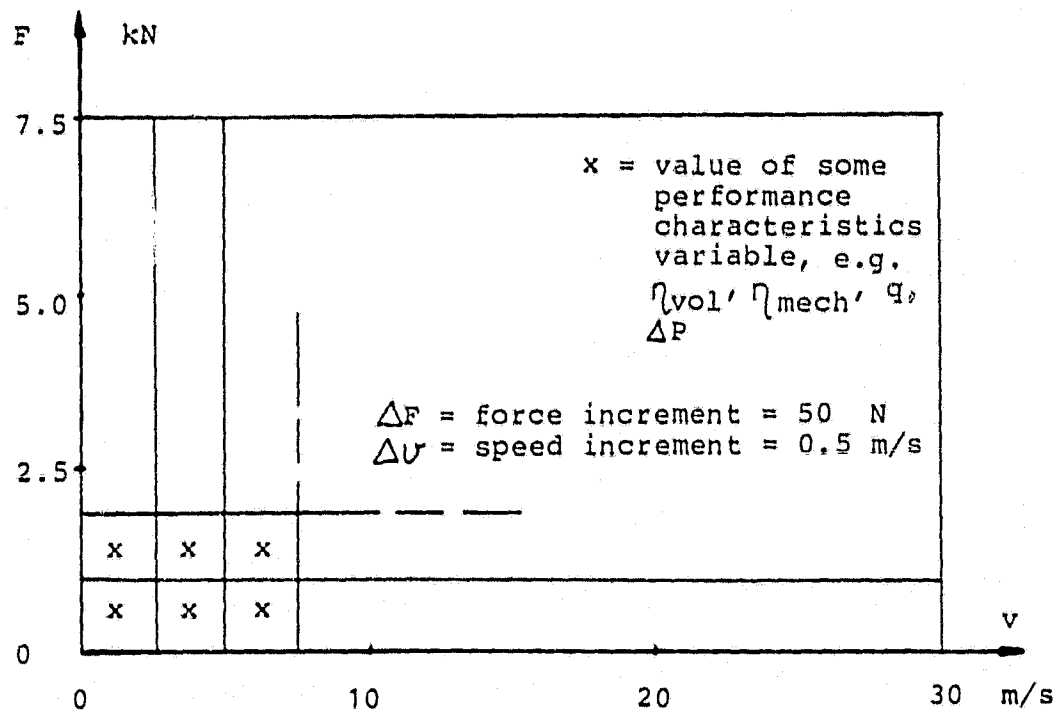 F kN
7.5
x = value of some
performance
characteristics
variable, e.g.
ηvol, ηmech, q,
ΔP
5.0
ΔF = force increment = 50 N
Δv = speed increment = 0.5 m/s
2.5
x x x
x x x
v
0
0 10 20 30 m/s